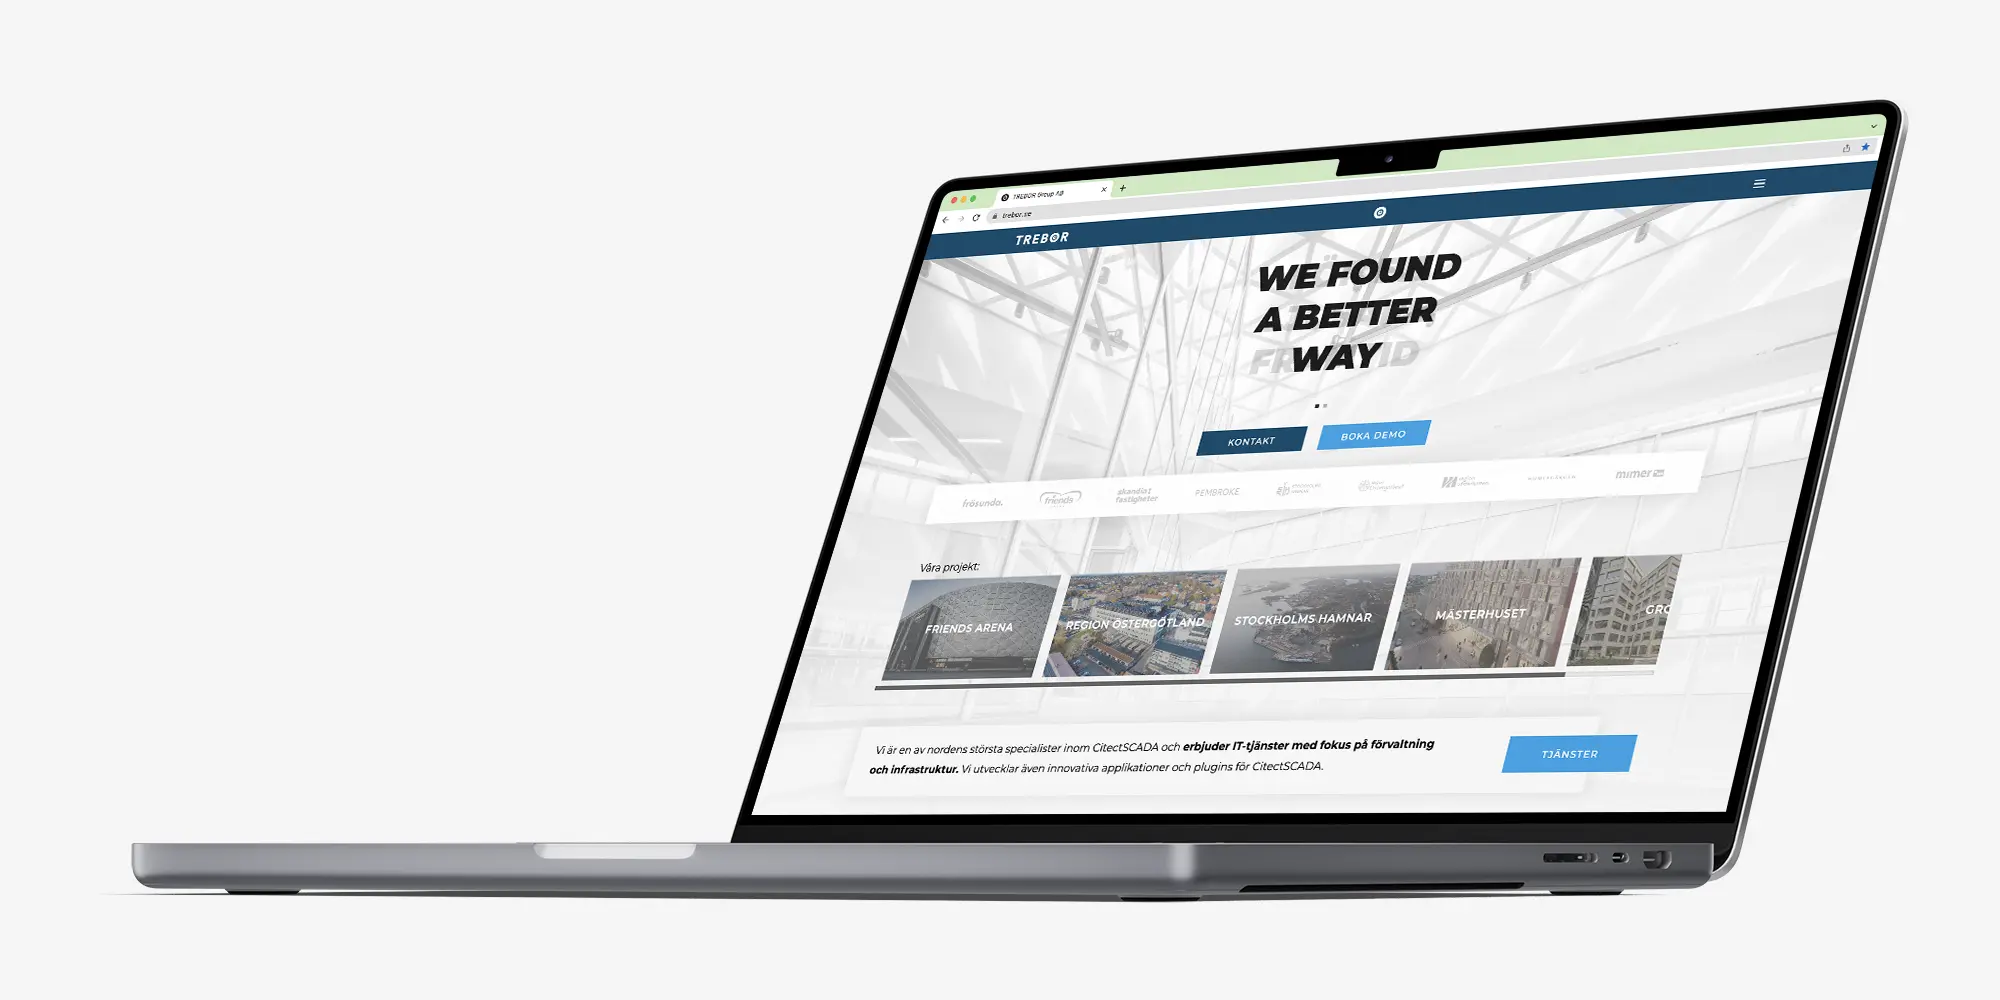 TREBOR Group AB
trebor.se
TREBOR
WE FOUND
A BETTER
WAY
KONTAKT
BOKA DEMO
frösunda.
friends
skandia:
fastigheter
PEMBROKE
mimer
Våra projekt:
FRIENDS ARENA
REGION ÖSTERGÖTLAND
STOCKHOLMS HAMNAR
MÄSTERHUSET
GRO
Vi är en av nordens största specialister inom CitectSCADA och erbjuder IT-tjänster med fokus på förvaltning
och infrastruktur. Vi utvecklar även innovativa applikationer och plugins för CitectSCADA.
TJÄNSTER